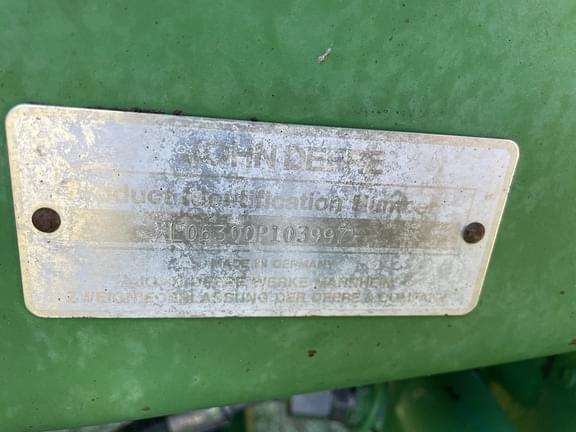 JOHN DEERE
Product Identification Number
*L06300P103997*
MADE IN GERMANY
JOHN DEERE WERKE MANNHEIM
ZWEIGNIEDERLASSUNG DER DEERE & COMPANY